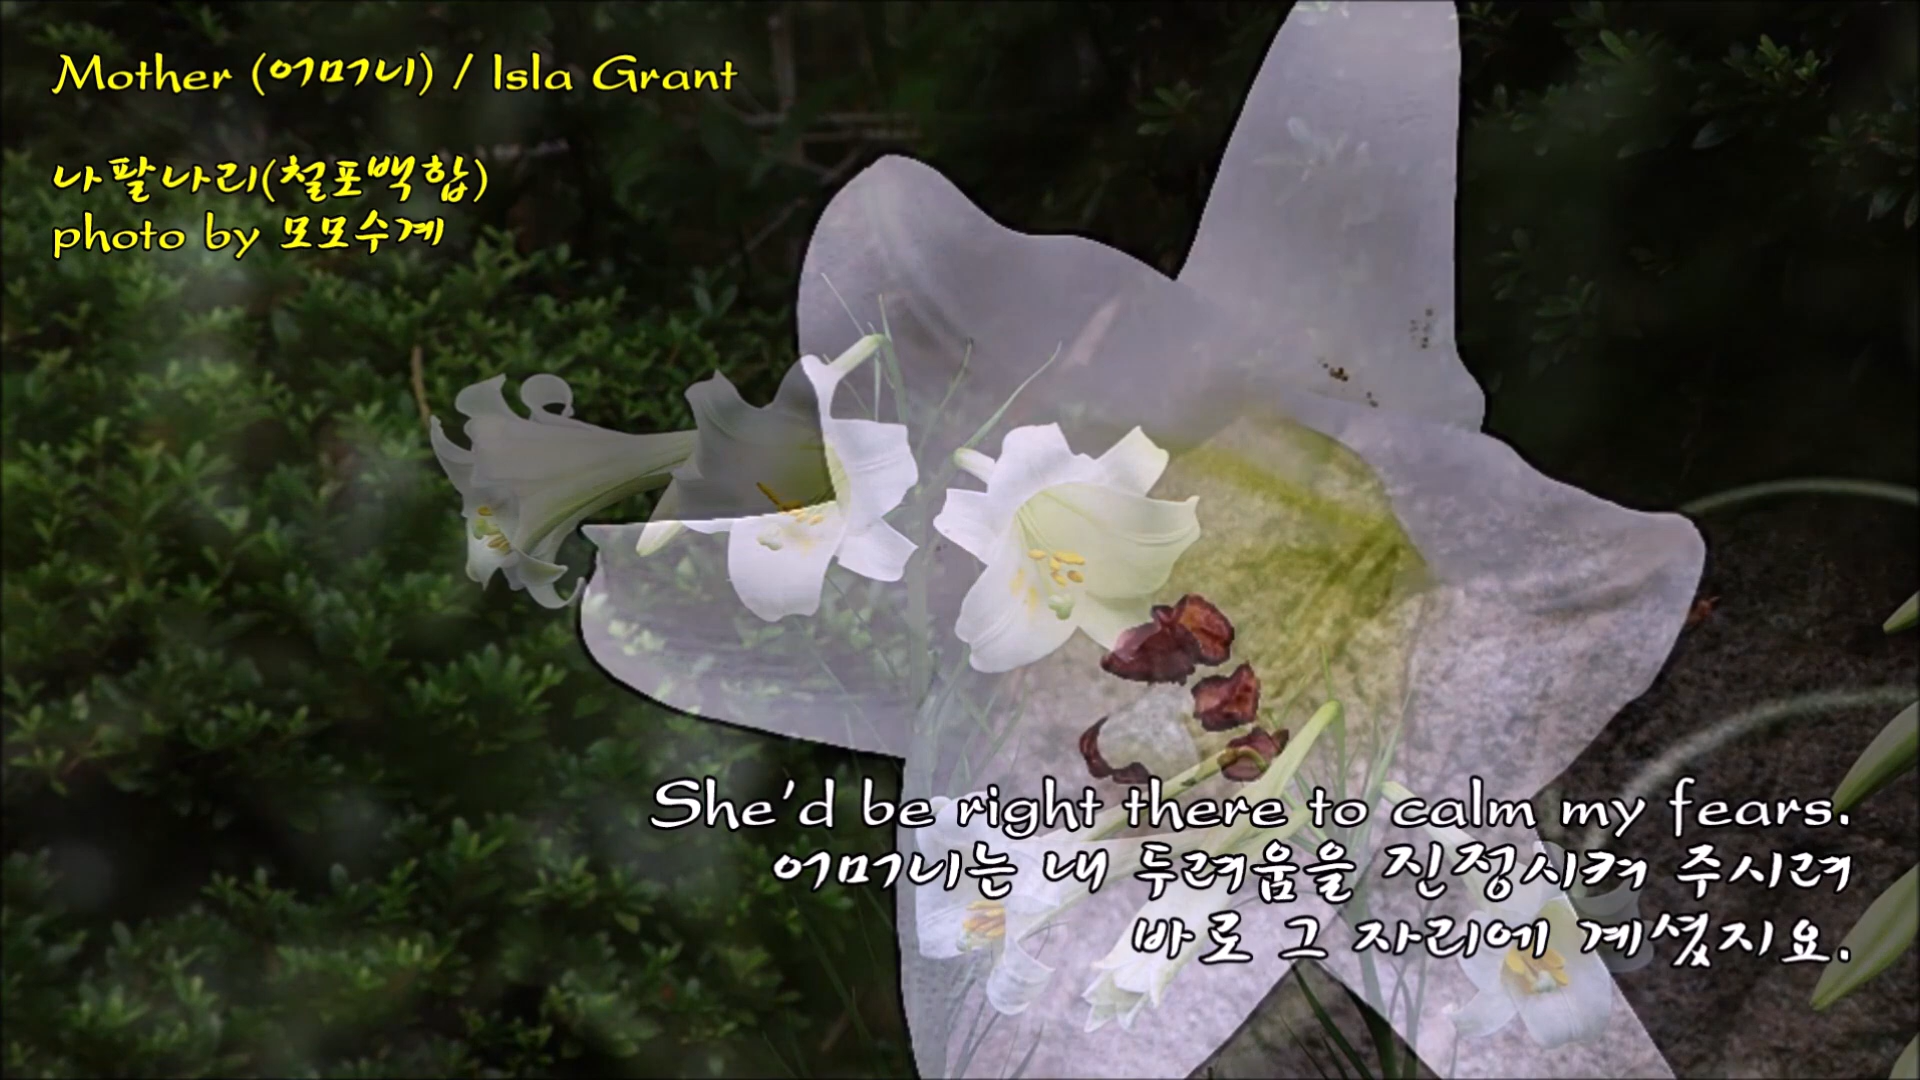 Mother (어머니) / Isla Grant
나팔나리(철포백합)
photo by 모모수계
She'd be right there to calm my fears.
어머니는 내 두려움을 진정시켜 주시려
바로 그 자리에 계셨지요.